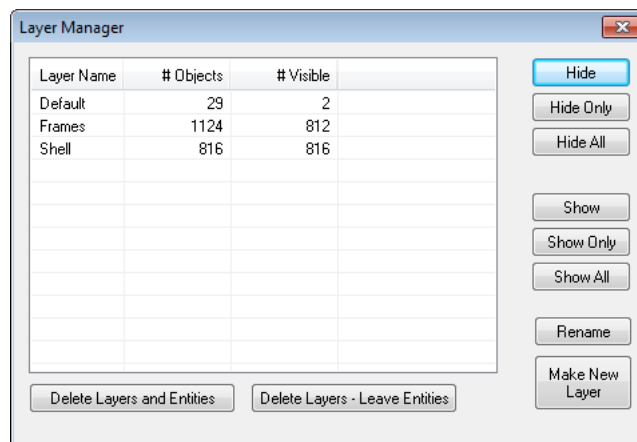 Layer Manager
Layer Name # Objects # Visible
Default 29 2
Frames 1124 812
Shell 816 816
Hide
Hide Only
Hide All
Show
Show Only
Show All
Rename
Make New
Layer
Delete Layers and Entities
Delete Layers - Leave Entities